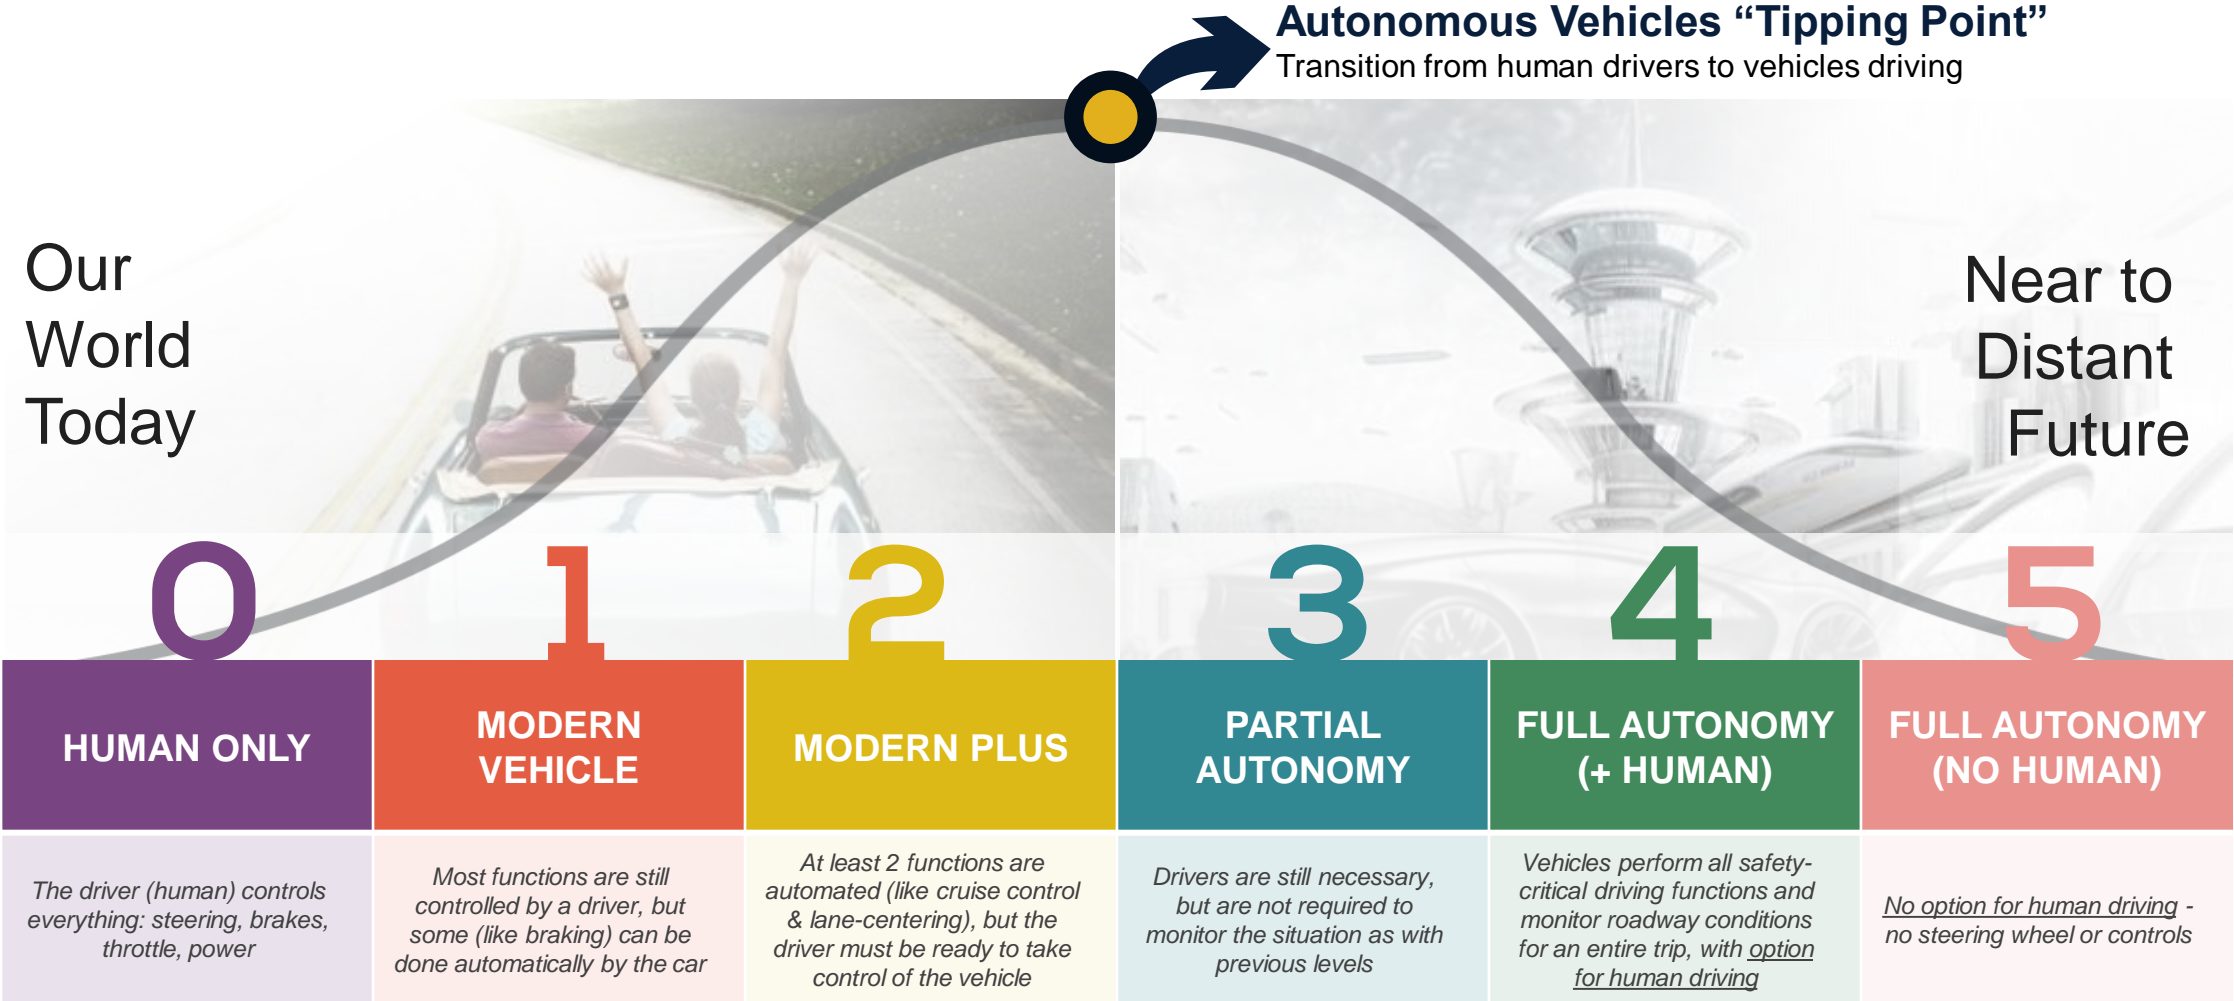 Autonomous Vehicles “Tipping Point”
Transition from human drivers to vehicles driving
Our
World
Today
Near to
Distant
Future
0
1
2
3
4
5
HUMAN ONLY
MODERN
VEHICLE
MODERN PLUS
PARTIAL
AUTONOMY
FULL AUTONOMY
(+ HUMAN)
FULL AUTONOMY
(NO HUMAN)
The driver (human) controls
everything: steering, brakes,
throttle, power
Most functions are still
controlled by a driver, but
some (like braking) can be
done automatically by the car
At least 2 functions are
automated (like cruise control
& lane-centering), but the
driver must be ready to take
control of the vehicle
Drivers are still necessary,
but are not required to
monitor the situation as with
previous levels
Vehicles perform all safety-
critical driving functions and
monitor roadway conditions
for an entire trip, with option
for human driving
No option for human driving -
no steering wheel or controls